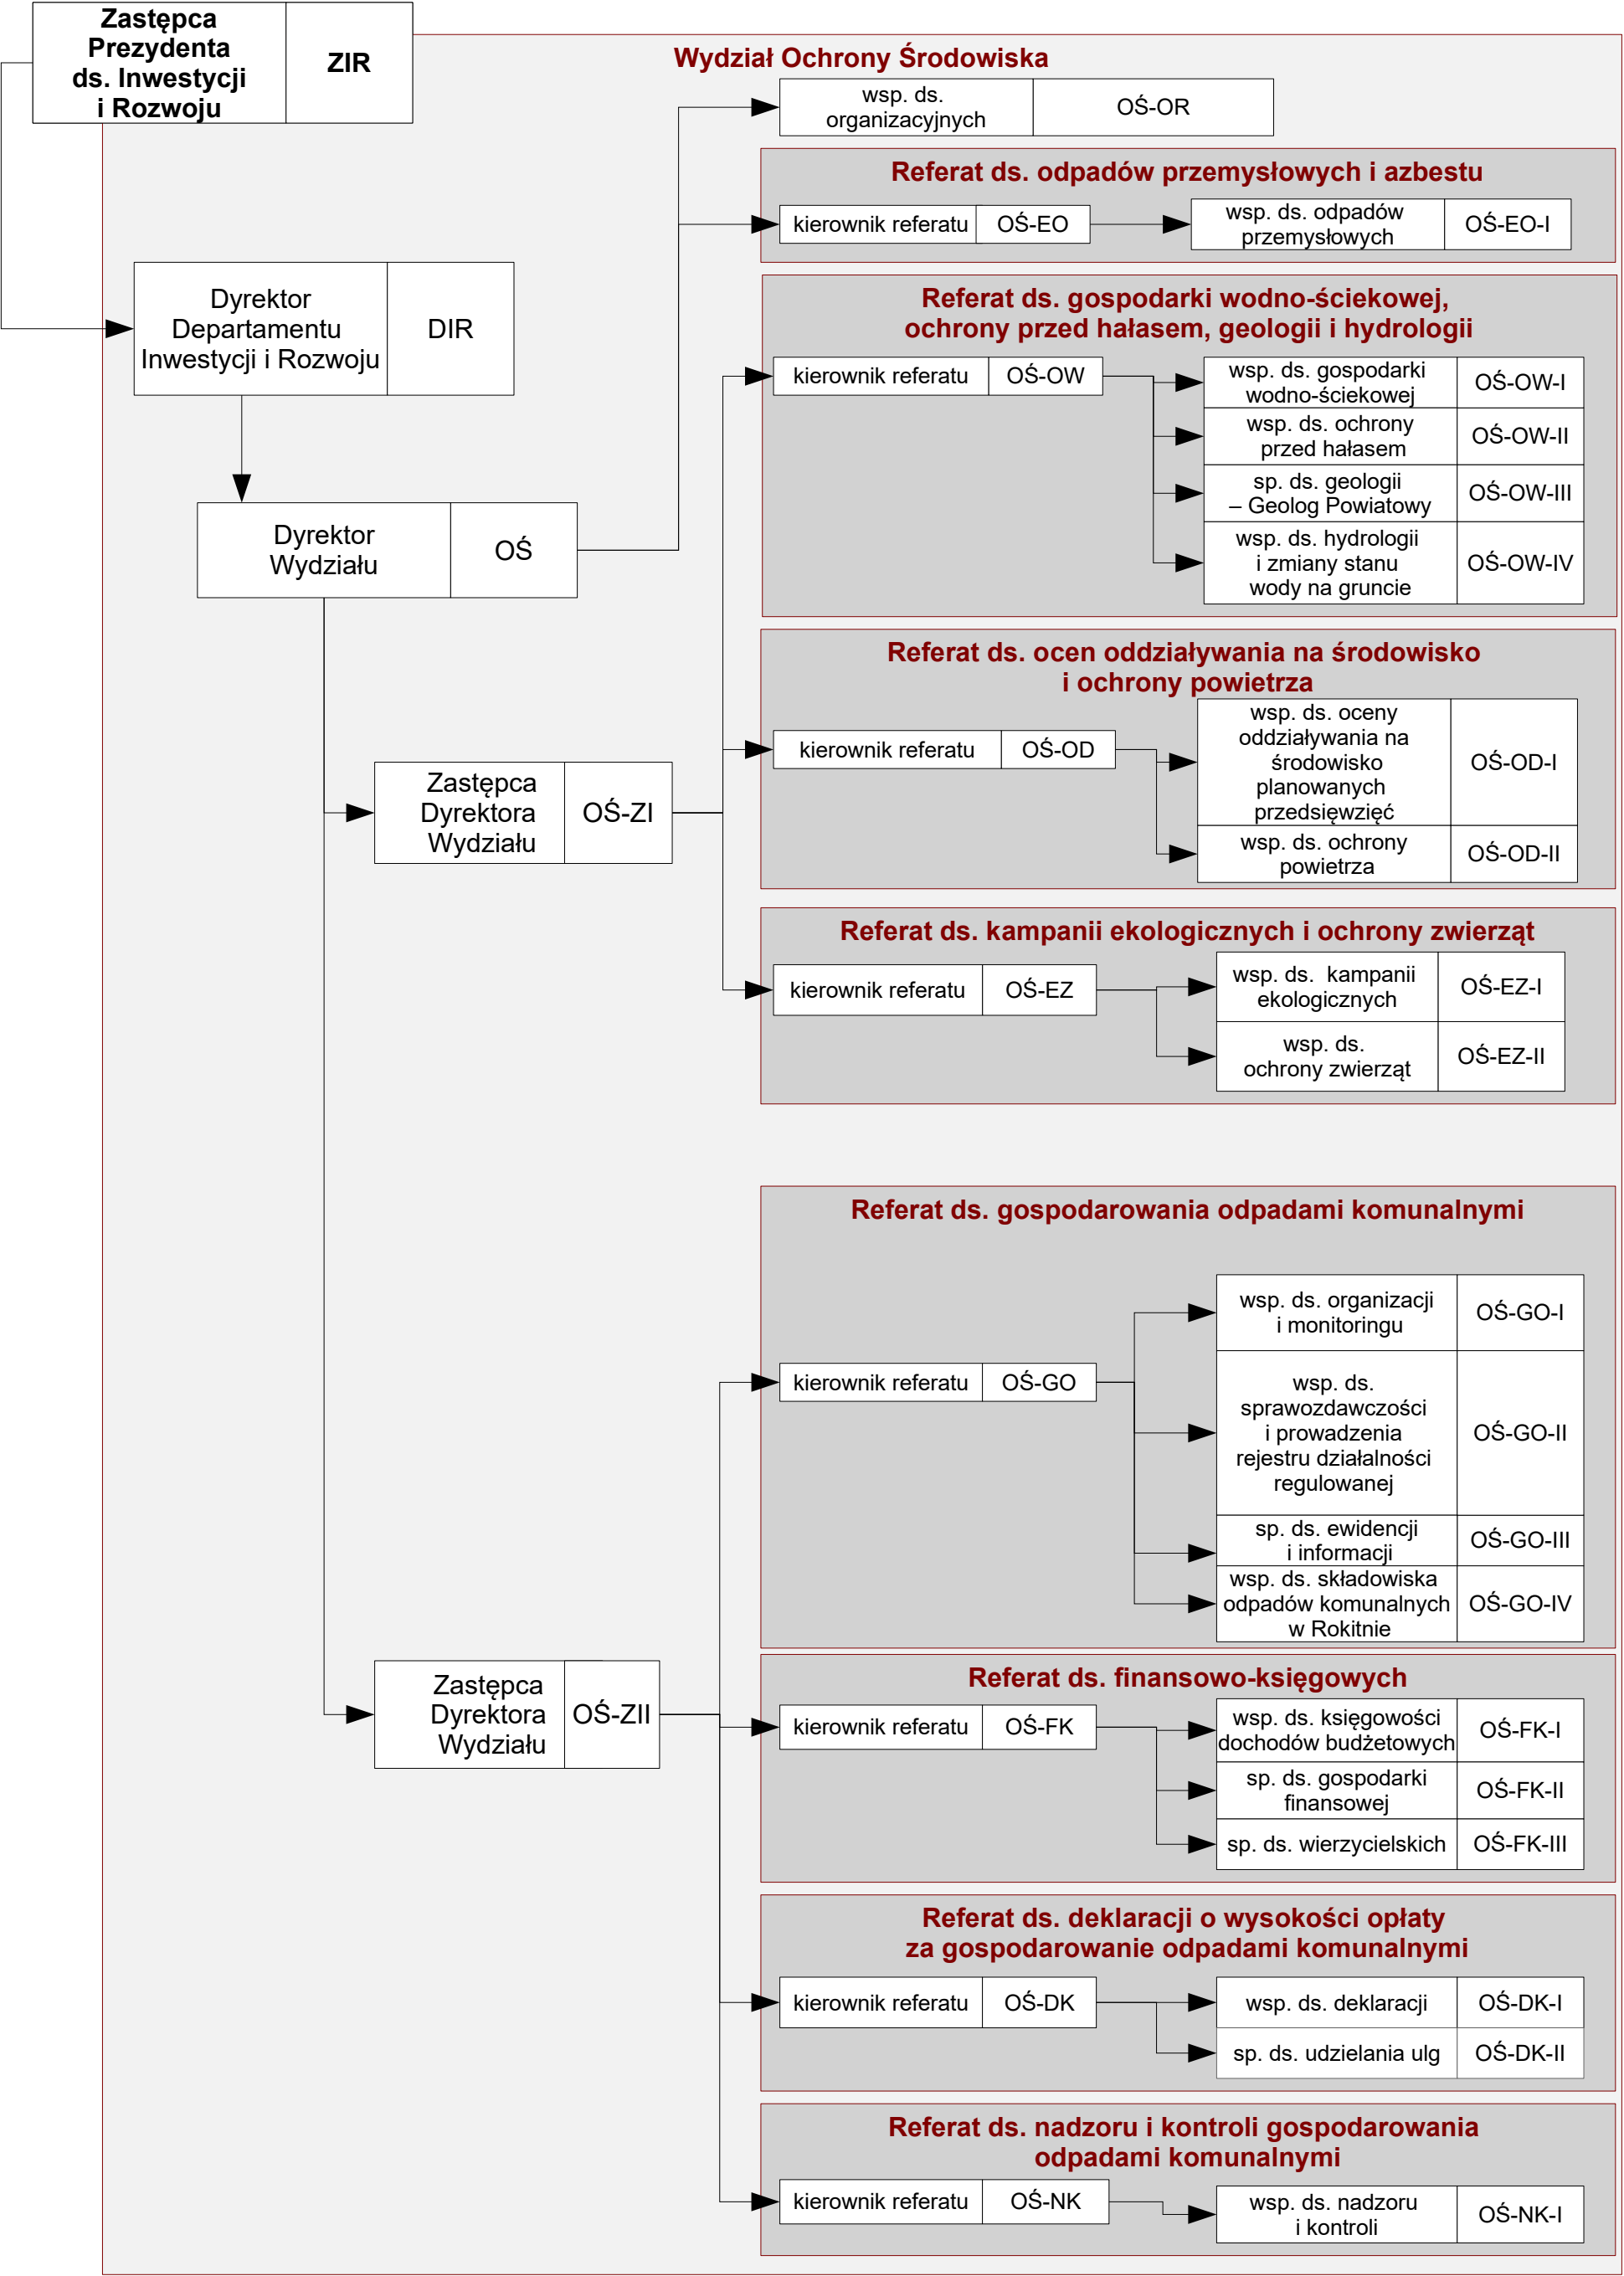 Zastępca
Prezydenta
ds. Inwestycji
i Rozwoju
ZIR
Wydział Ochrony Środowiska
wsp. ds.
organizacyjnych
OŚ-OR
Referat ds. odpadów przemysłowych i azbestu
kierownik referatu
OŚ-EO
wsp. ds. odpadów
przemysłowych
OŚ-EO-I
Dyrektor
Departamentu
Inwestycji i Rozwoju
DIR
Referat ds. gospodarki wodno-ściekowej,
ochrony przed hałasem, geologii i hydrologii
kierownik referatu
OŚ-OW
wsp. ds. gospodarki
wodno-ściekowej
OŚ-OW-I
wsp. ds. ochrony
przed hałasem
OŚ-OW-II
sp. ds. geologii
– Geolog Powiatowy
OŚ-OW-III
wsp. ds. hydrologii
i zmiany stanu
wody na gruncie
OŚ-OW-IV
Dyrektor
Wydziału
OŚ
Referat ds. ocen oddziaływania na środowisko
i ochrony powietrza
kierownik referatu
OŚ-OD
wsp. ds. oceny
oddziaływania na
środowisko
planowanych
przedsięwzięć
OŚ-OD-I
wsp. ds. ochrony
powietrza
OŚ-OD-II
Zastępca
Dyrektora
Wydziału
OŚ-ZI
Referat ds. kampanii ekologicznych i ochrony zwierząt
kierownik referatu
OŚ-EZ
wsp. ds. kampanii
ekologicznych
OŚ-EZ-I
wsp. ds.
ochrony zwierząt
OŚ-EZ-II
Referat ds. gospodarowania odpadami komunalnymi
kierownik referatu
OŚ-GO
wsp. ds. organizacji
i monitoringu
OŚ-GO-I
wsp. ds.
sprawozdawczości
i prowadzenia
rejestru działalności
regulowanej
OŚ-GO-II
sp. ds. ewidencji
i informacji
OŚ-GO-III
wsp. ds. składowiska
odpadów komunalnych
w Rokitnie
OŚ-GO-IV
Zastępca
Dyrektora
Wydziału
OŚ-ZII
Referat ds. finansowo-księgowych
kierownik referatu
OŚ-FK
wsp. ds. księgowości
dochodów budżetowych
OŚ-FK-I
sp. ds. gospodarki
finansowej
OŚ-FK-II
sp. ds. wierzycielskich
OŚ-FK-III
Referat ds. deklaracji o wysokości opłaty
za gospodarowanie odpadami komunalnymi
kierownik referatu
OŚ-DK
wsp. ds. deklaracji
OŚ-DK-I
sp. ds. udzielania ulg
OŚ-DK-II
Referat ds. nadzoru i kontroli gospodarowania
odpadami komunalnymi
kierownik referatu
OŚ-NK
wsp. ds. nadzoru
i kontroli
OŚ-NK-I